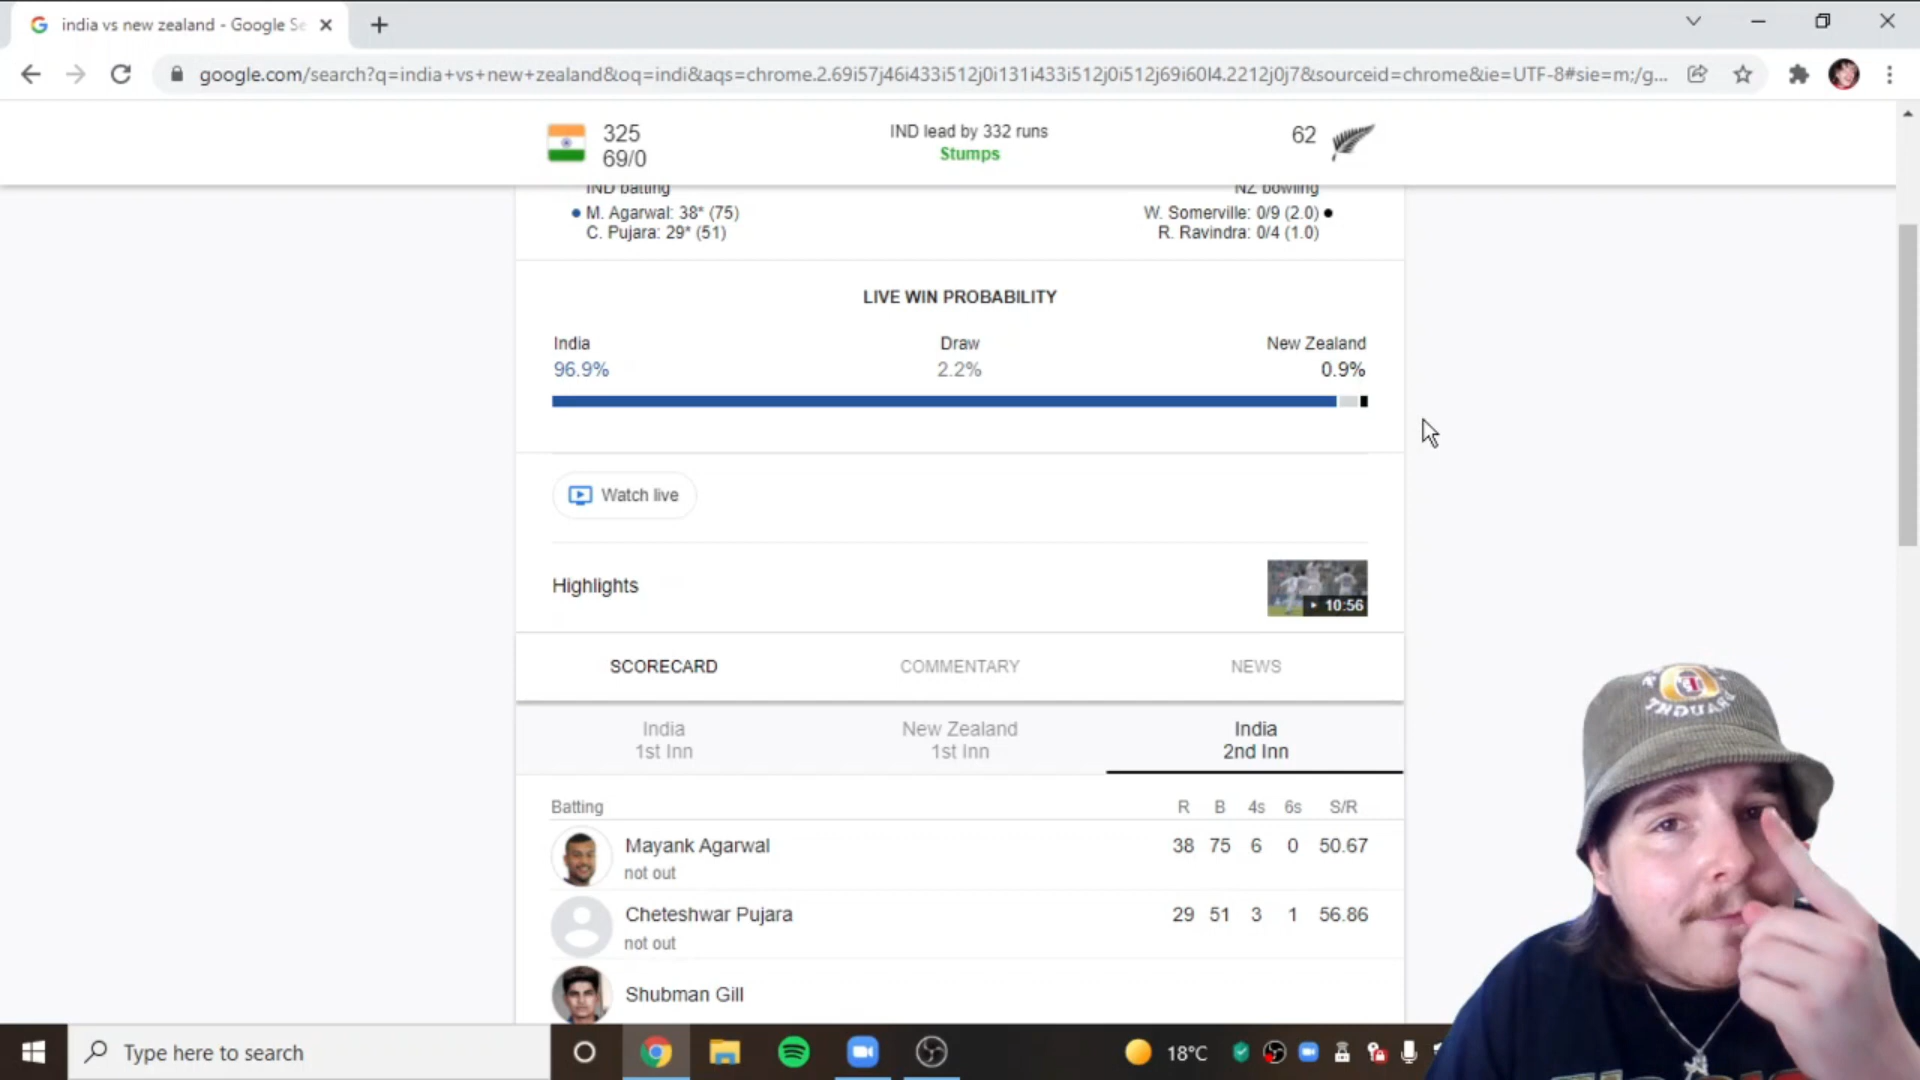 india vs new zealand - Google Se
google.com/search?q=india+vs+new+zealand&oq=indi&aqs=chrome.2.69i57j46i433i512j0i131i433i512j0i512j69i60l4.2212j0j7&sourceid=chrome&ie=UTF-8#sie=m;/g...
325
69/0
IND lead by 332 runs
Stumps
62
IND batting
NZ bowling
M. Agarwal: 38* (75)
W. Somerville: 0/9 (2.0)
C. Pujara: 29* (51)
R. Ravindra: 0/4 (1.0)
LIVE WIN PROBABILITY
India Draw New Zealand
96.9% 2.2% 0.9%
Watch live
Highlights
10:56
SCORECARD COMMENTARY NEWS
India New Zealand India
1st Inn 1st Inn 2nd Inn
Batting R B 4s 6s S/R
Mayank Agarwal 38 75 6 0 50.67
not out
Cheteshwar Pujara 29 51 3 1 56.86
not out
Shubman Gill
Type here to search
18°C